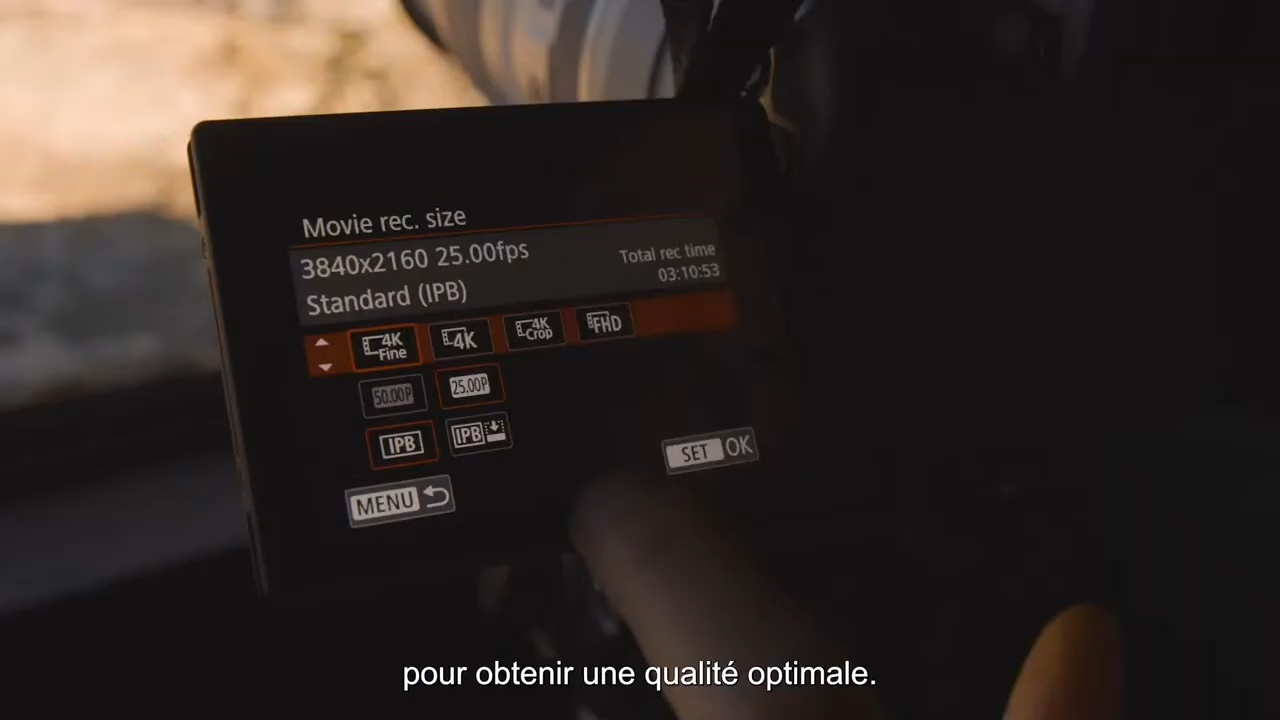 Movie rec. size
3840x2160 25.00fps
Total rec time
03:10:53
Standard (IPB)
4K Fine
4K
4K Crop
FHD
50.00P
25.00P
IPB
IPB
SET OK
MENU
pour obtenir une qualité optimale.